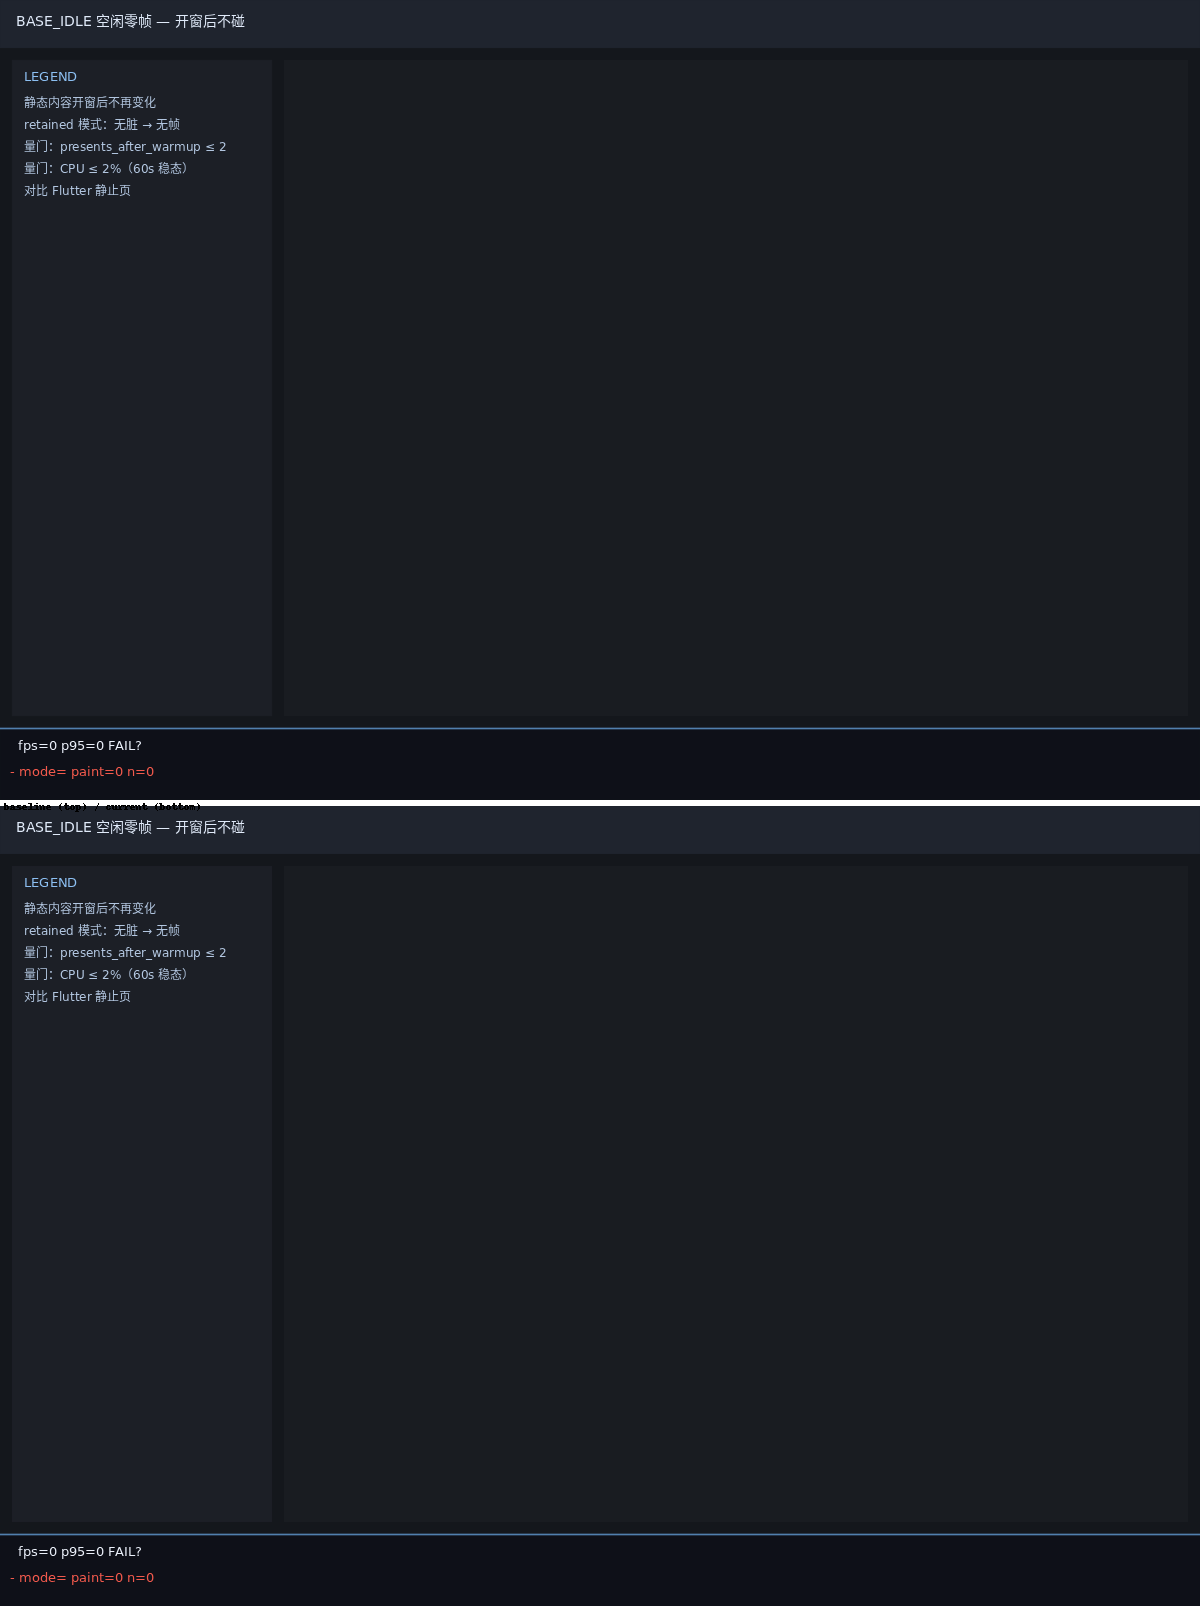 BASE_IDLE 空闲零帧 — 开窗后不碰
LEGEND
静态内容开窗后不再变化
retained 模式：无脏 → 无帧
量门：presents_after_warmup ≤ 2
量门：CPU ≤ 2%（60s 稳态）
对比 Flutter 静止页
fps=0 p95=0 FAIL?
- mode= paint=0 n=0
baseline (top) / current (bottom)
BASE_IDLE 空闲零帧 — 开窗后不碰
LEGEND
静态内容开窗后不再变化
retained 模式：无脏 → 无帧
量门：presents_after_warmup ≤ 2
量门：CPU ≤ 2%（60s 稳态）
对比 Flutter 静止页
fps=0 p95=0 FAIL?
- mode= paint=0 n=0